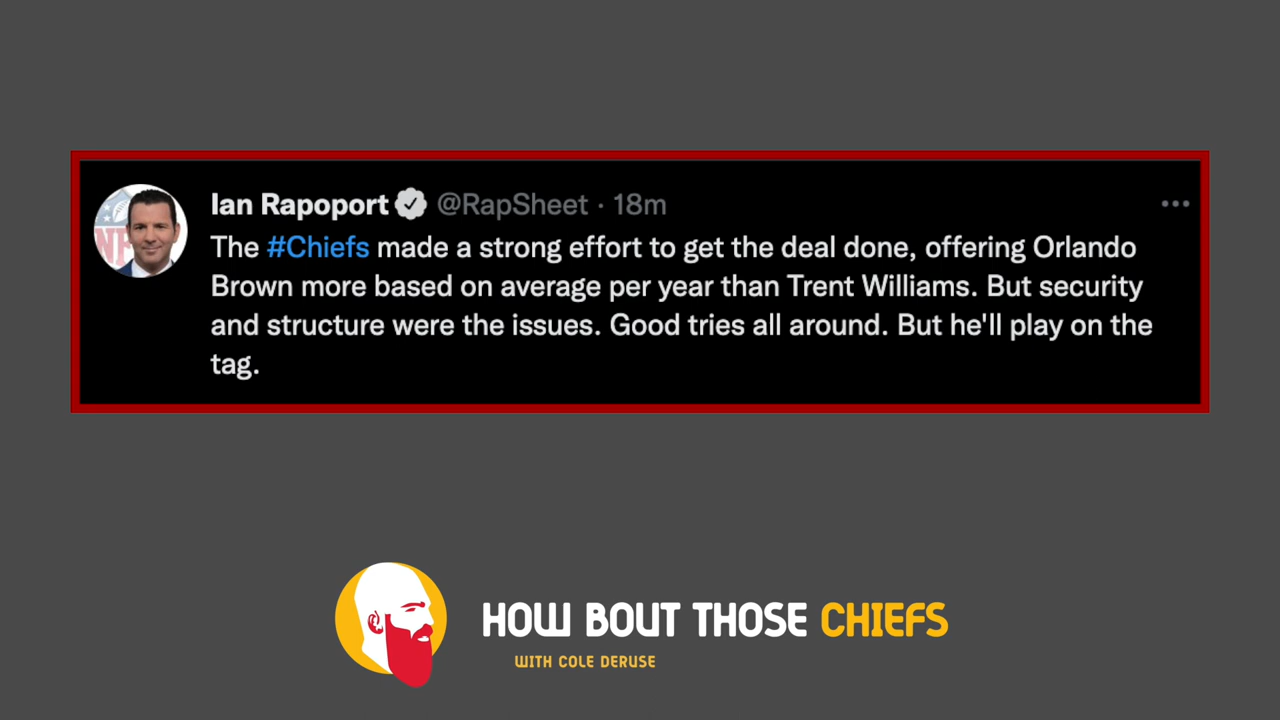 Ian Rapoport @RapSheet · 18m
The #Chiefs made a strong effort to get the deal done, offering Orlando
Brown more based on average per year than Trent Williams. But security
and structure were the issues. Good tries all around. But he'll play on the
tag.
HOW BOUT THOSE CHIEFS
WITH COLE DERUSE